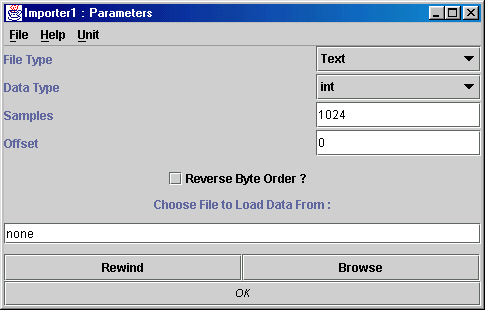 Importer1 : Parameters
File Help Unit
File Type Text
Data Type int
Samples 1024
Offset 0
Reverse Byte Order ?
Choose File to Load Data From :
none
Rewind Browse
OK